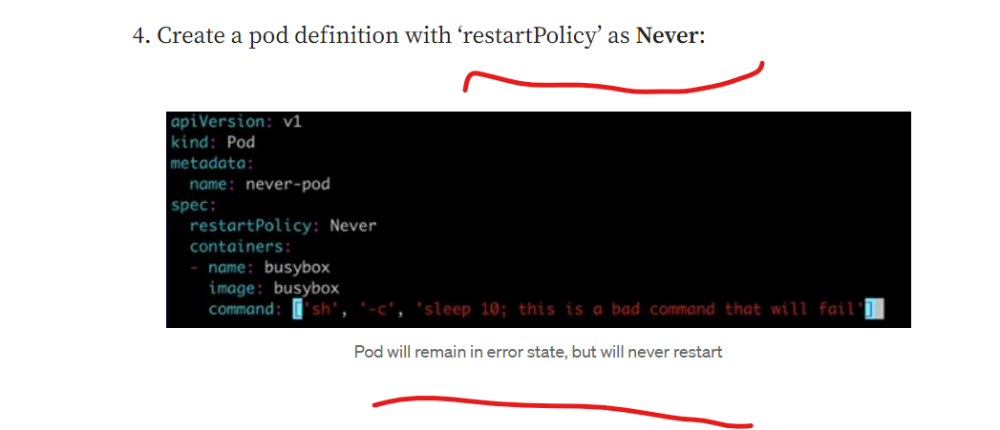 4. Create a pod definition with ‘restartPolicy’ as Never:
apiVersion: v1
kind: Pod
metadata:
  name: never-pod
spec:
  restartPolicy: Never
  containers:
  - name: busybox
    image: busybox
    command: ['sh', '-c', 'sleep 10; this is a bad command that will fail']
Pod will remain in error state, but will never restart